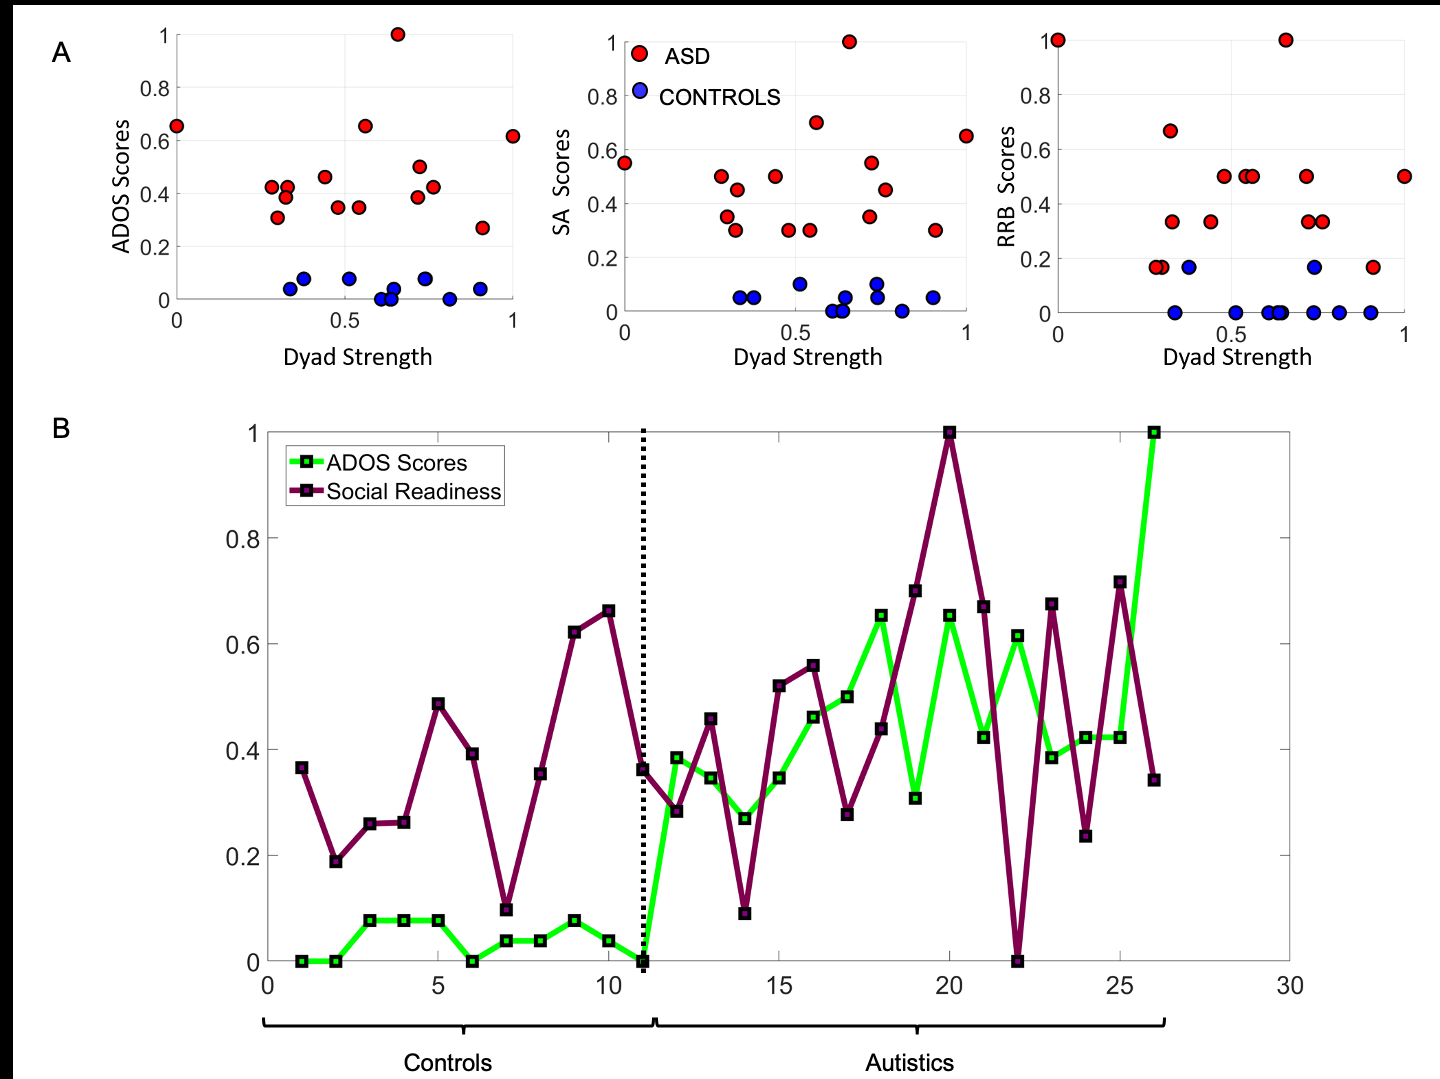 A
ADOS Scores
1
0.8
0.6
0.4
0.2
0
0 0.5 1
Dyad Strength
SA Scores
1
0.8
0.6
0.4
0.2
0
0 0.5 1
Dyad Strength
ASD
CONTROLS
RRB Scores
1
0.8
0.6
0.4
0.2
0
0 0.5 1
Dyad Strength
B
ADOS Scores
Social Readiness
1
0.8
0.6
0.4
0.2
0
0 5 10 15 20 25 30
Controls Autistics